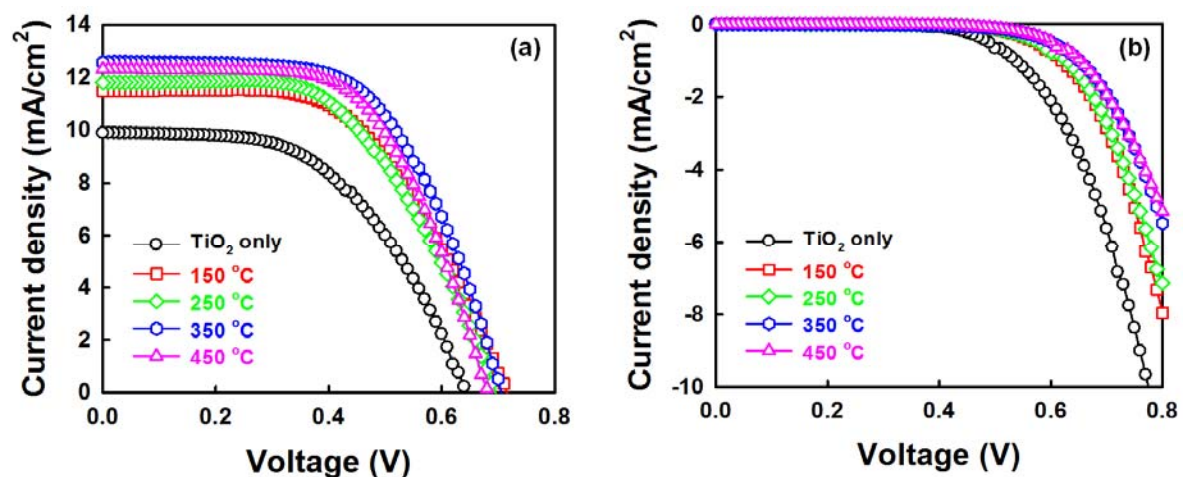 (a)
Current density (mA/cm²)
14
12
10
8
6
4
2
0
TiO₂ only
150 °C
250 °C
350 °C
450 °C
0.0 0.2 0.4 0.6 0.8
Voltage (V)
(b)
Current density (mA/cm²)
0
-2
-4
-6
-8
-10
TiO₂ only
150 °C
250 °C
350 °C
450 °C
0.0 0.2 0.4 0.6 0.8
Voltage (V)